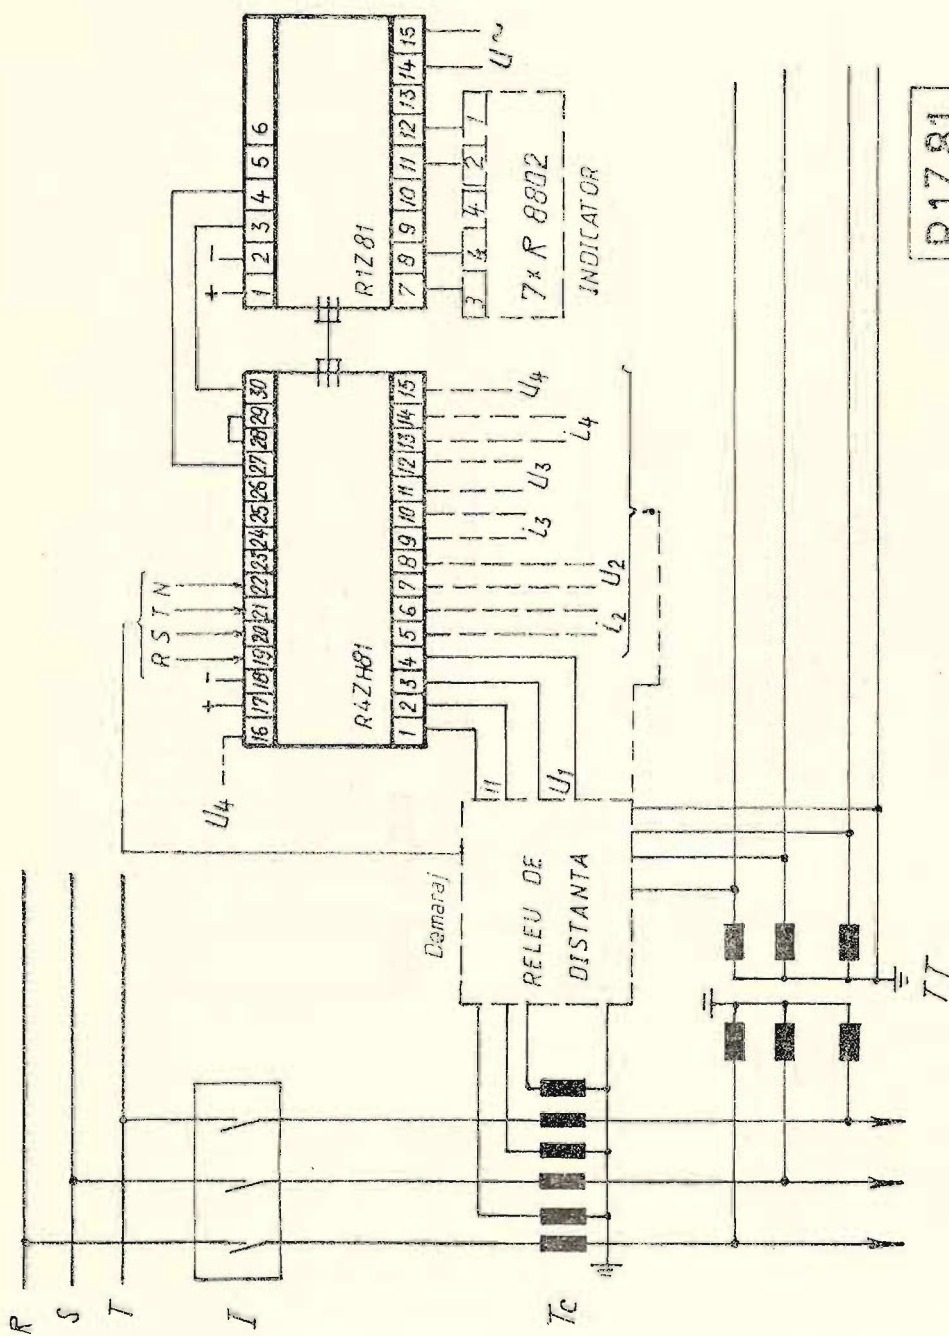 R
S
T
I
Tc
TT
Demaraj
RELEU DE
DISTANTA
U1
U4
+ -
R S T N
16 17 18 19 20 21 22 23 24 25 26 27 28 29 30
R4ZH81
1 2 3 4 5 6 7 8 9 10 11 12 13 14 15
i2 U2 i3 U3 i4 U4
+ -
1 2 3 4 5 6
R1Z81
7 8 9 10 11 12 13 14 15
U~
3 4 4 2 1
7x R 8802
INDICATOR